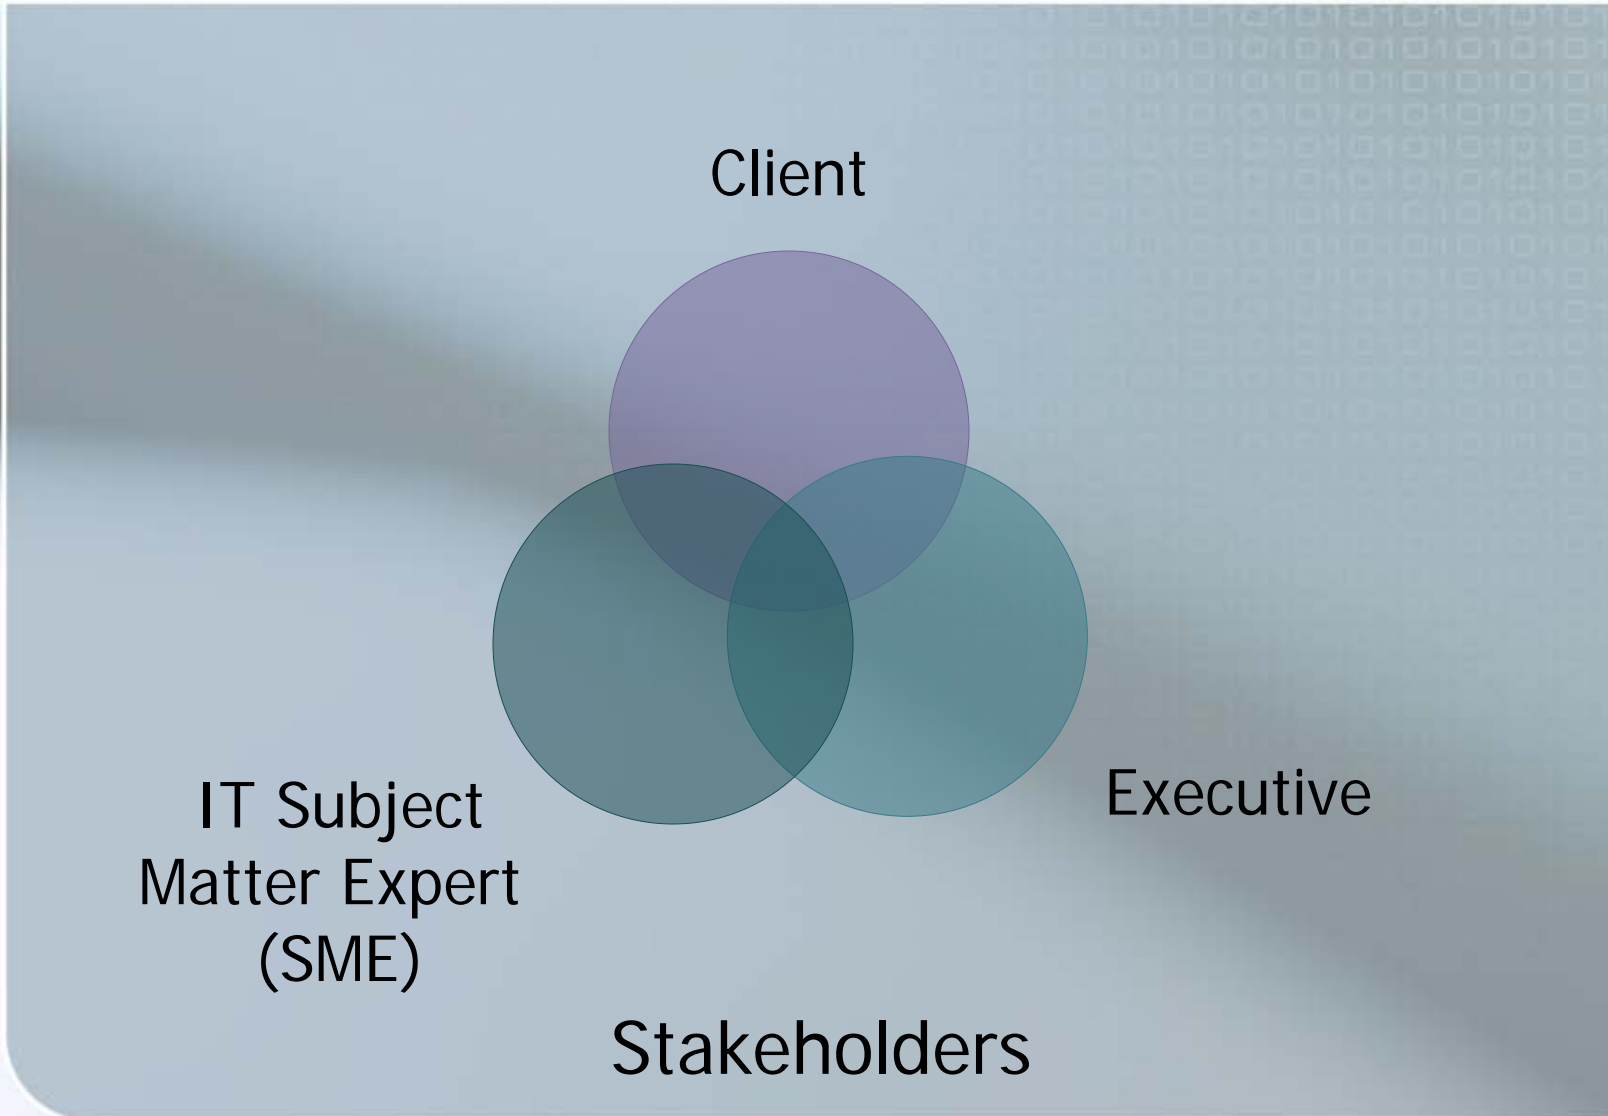 Client
Executive
IT Subject
Matter Expert
(SME)
Stakeholders